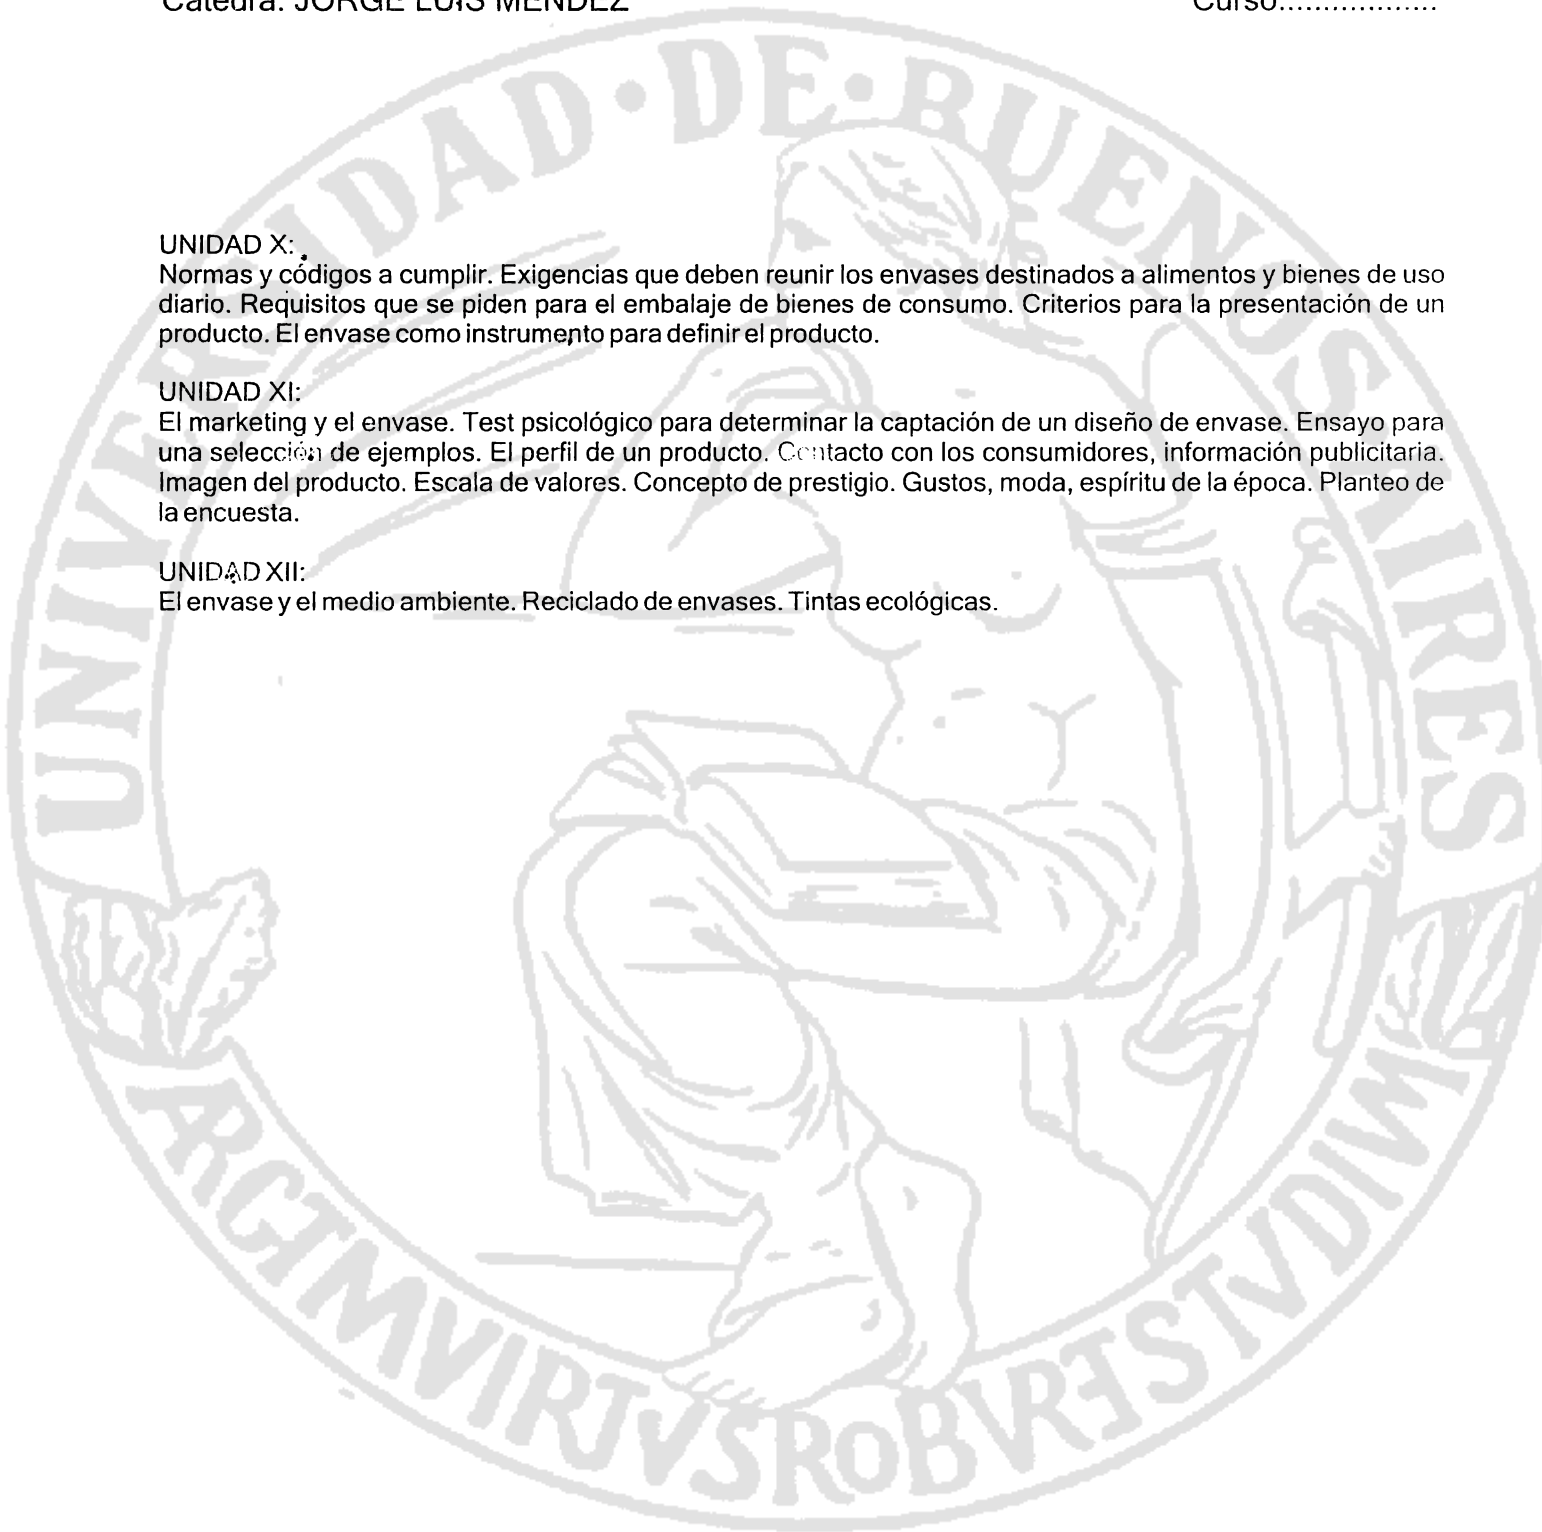 Cátedra: JORGE LUIS MENDEZ Curso..................
UNIVERSIDAD·DE·BUENOS AIRES
UNIDAD X:
Normas y códigos a cumplir. Exigencias que deben reunir los envases destinados a alimentos y bienes de uso
diario. Requisitos que se piden para el embalaje de bienes de consumo. Criterios para la presentación de un
producto. El envase como instrumento para definir el producto.
UNIDAD XI:
El marketing y el envase. Test psicológico para determinar la captación de un diseño de envase. Ensayo para
una selección de ejemplos. El perfil de un producto. Contacto con los consumidores, información publicitaria.
Imagen del producto. Escala de valores. Concepto de prestigio. Gustos, moda, espíritu de la época. Planteo de
la encuesta.
UNIDAD XII:
El envase y el medio ambiente. Reciclado de envases. Tintas ecológicas.
ARGTMVIRTVSROBVRETSTVDIVM